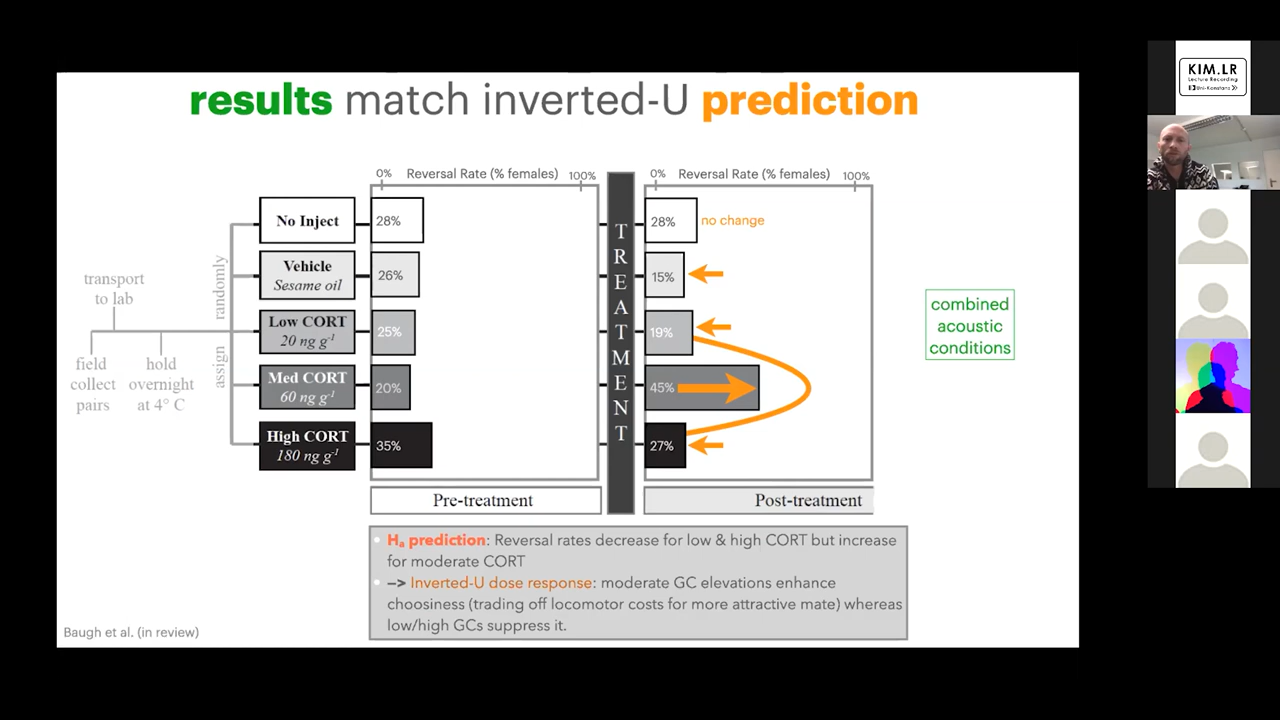 results match inverted-U prediction
KIM.LR
Lecture Recording
Uni-Konstanz
0% Reversal Rate (% females) 100%
0% Reversal Rate (% females) 100%
transport
to lab
field
collect
pairs
hold
overnight
at 4° C
assign randomly
No Inject
28%
28%
no change
Vehicle
Sesame oil
26%
15%
Low CORT
20 ng g-1
25%
19%
Med CORT
60 ng g-1
20%
45%
High CORT
180 ng g-1
35%
27%
TREATMENT
combined
acoustic
conditions
Pre-treatment
Post-treatment
• Ha prediction: Reversal rates decrease for low & high CORT but increase
for moderate CORT
• —> Inverted-U dose response: moderate GC elevations enhance
choosiness (trading off locomotor costs for more attractive mate) whereas
low/high GCs suppress it.
Baugh et al. (in review)